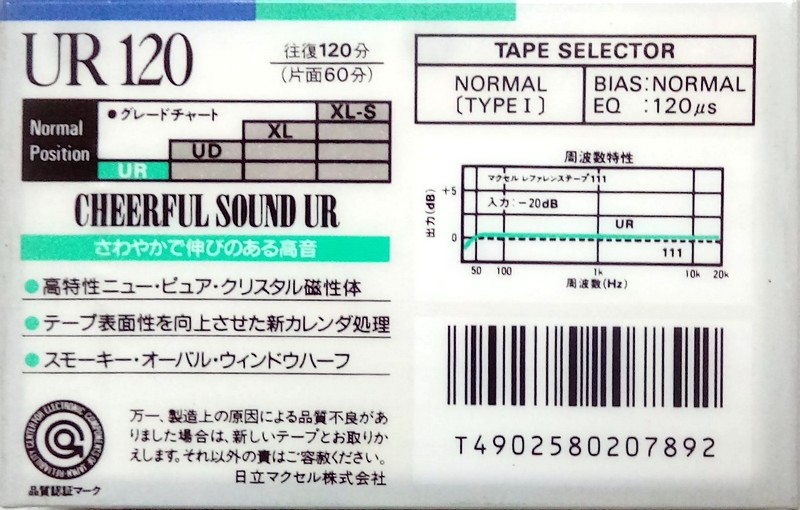 UR 120
往復120分
(片面60分)
Normal Position
●グレードチャート
XL-S
XL
UD
UR
CHEERFUL SOUND UR
さわやかで伸びのある高音
●高特性ニュー・ピュア・クリスタル磁性体
●テープ表面性を向上させた新カレンダ処理
●スモーキー・オーバル・ウィンドウハーフ
CENTER FOR ELECTRONIC COMPONENTS OF JAPAN-RELIABILITY
品質認証マーク
万一、製造上の原因による品質不良があ
りました場合は、新しいテープとお取りか
えします。それ以外の責はご容赦ください。
日立マクセル株式会社
TAPE SELECTOR
NORMAL
〔TYPE I〕
BIAS:NORMAL
EQ :120μs
周波数特性
マクセル レファレンステープ111
入力:-20dB
出力(dB)
+5
0
UR
111
50 100 1k 10k 20k
周波数(Hz)
T4902580207892